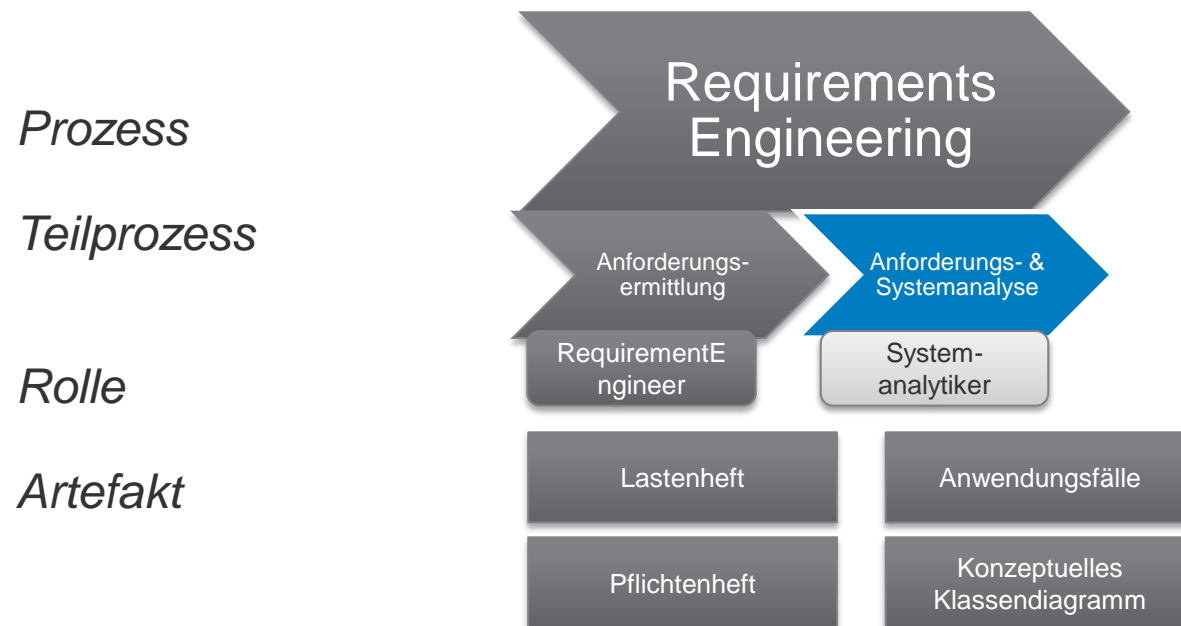 Requirements
Engineering
Prozess
Teilprozess
Anforderungs-
ermittlung
Anforderungs- &
Systemanalyse
Rolle
RequirementE
ngineer
System-
analytiker
Artefakt
Lastenheft
Anwendungsfälle
Pflichtenheft
Konzeptuelles
Klassendiagramm